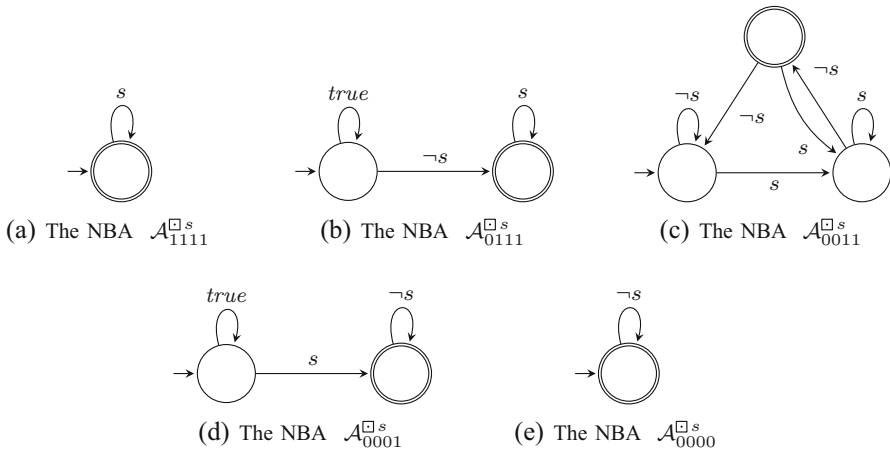 s
true
¬s
s
¬s
¬s
¬s
s
s
s
(a) The NBA 𝒜^{⊡ s}_{1111}
(b) The NBA 𝒜^{⊡ s}_{0111}
(c) The NBA 𝒜^{⊡ s}_{0011}
true
s
¬s
¬s
(d) The NBA 𝒜^{⊡ s}_{0001}
(e) The NBA 𝒜^{⊡ s}_{0000}